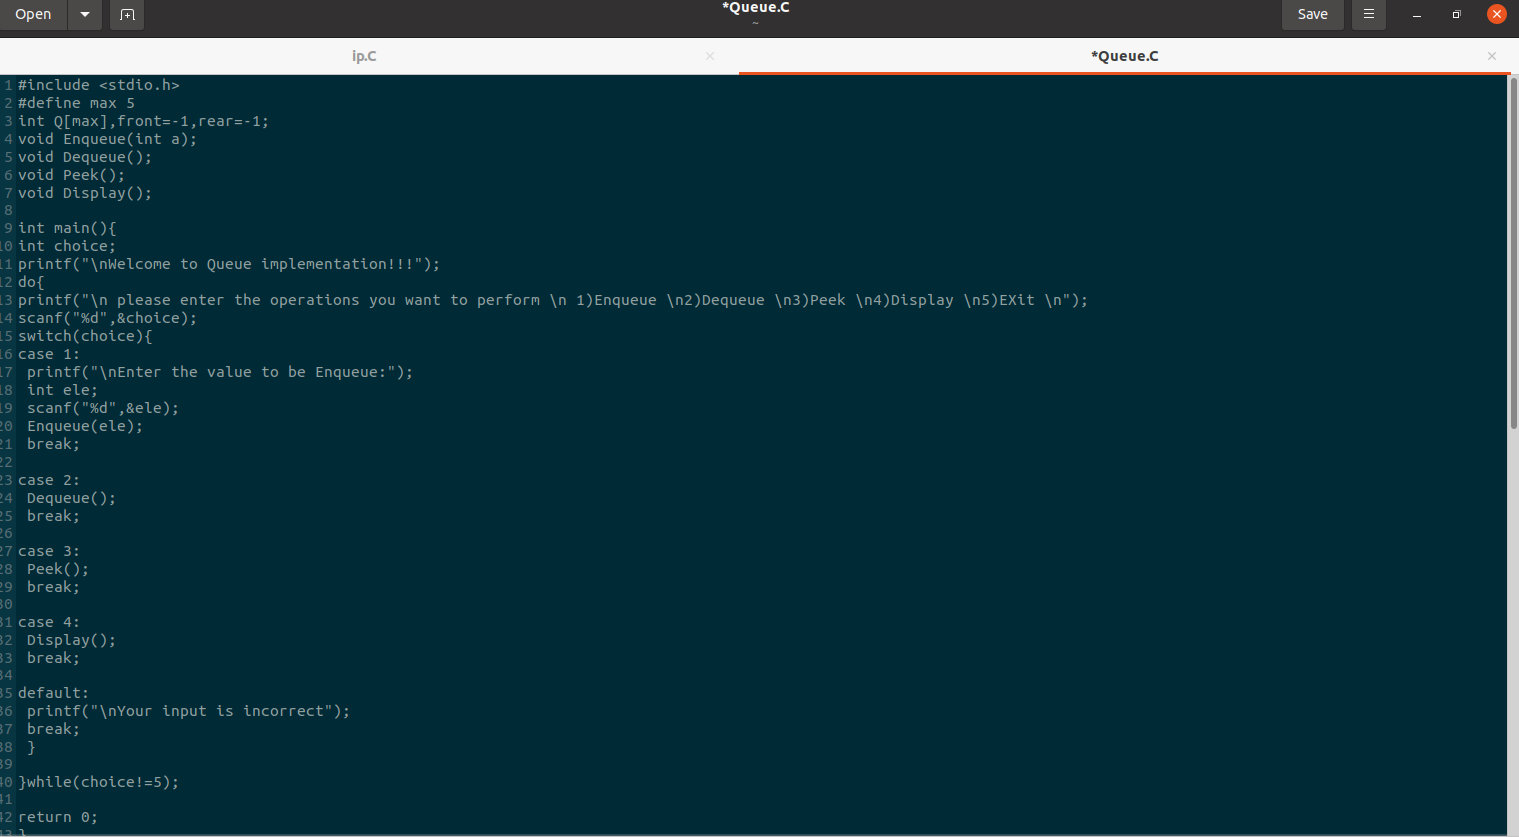 Open
*Queue.C
~
Save
ip.C
*Queue.C
1 #include <stdio.h>
2 #define max 5
3 int Q[max],front=-1,rear=-1;
4 void Enqueue(int a);
5 void Dequeue();
6 void Peek();
7 void Display();
8
9 int main(){
10 int choice;
11 printf("\nWelcome to Queue implementation!!!");
12 do{
13 printf("\n please enter the operations you want to perform \n 1)Enqueue \n2)Dequeue \n3)Peek \n4)Display \n5)EXit \n");
14 scanf("%d",&choice);
15 switch(choice){
16 case 1:
17  printf("\nEnter the value to be Enqueue:");
18  int ele;
19  scanf("%d",&ele);
20  Enqueue(ele);
21  break;
22
23 case 2:
24  Dequeue();
25  break;
26
27 case 3:
28  Peek();
29  break;
30
31 case 4:
32  Display();
33  break;
34
35 default:
36  printf("\nYour input is incorrect");
37  break;
38  }
39
40 }while(choice!=5);
41
42 return 0;
43 }